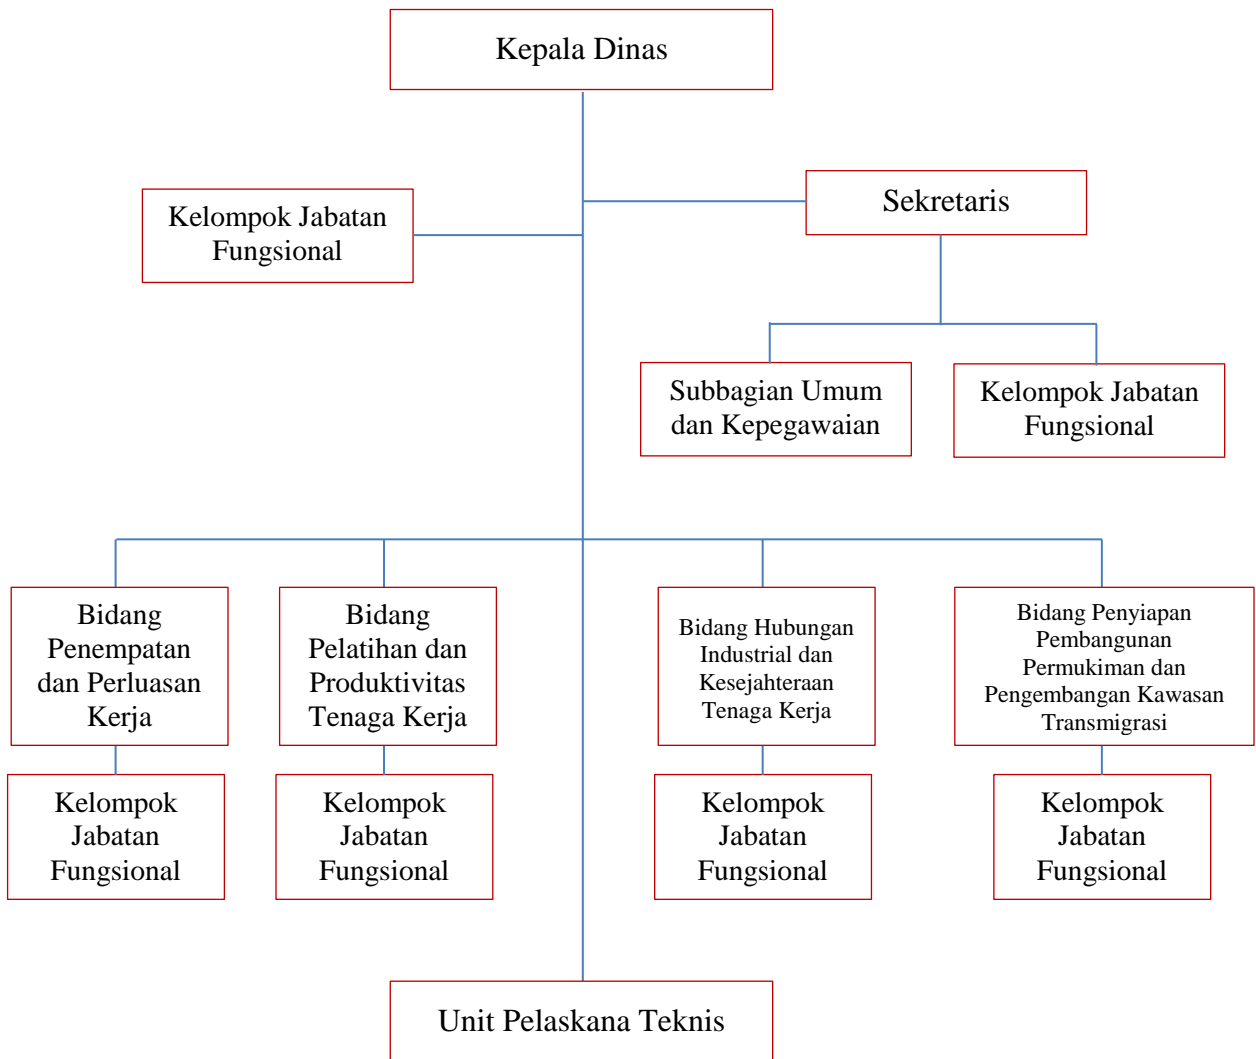 Kepala Dinas
Kelompok Jabatan
Fungsional
Sekretaris
Subbagian Umum
dan Kepegawaian
Kelompok Jabatan
Fungsional
Bidang
Penempatan
dan Perluasan
Kerja
Bidang
Pelatihan dan
Produktivitas
Tenaga Kerja
Bidang Hubungan
Industrial dan
Kesejahteraan
Tenaga Kerja
Bidang Penyiapan
Pembangunan
Permukiman dan
Pengembangan Kawasan
Transmigrasi
Kelompok
Jabatan
Fungsional
Kelompok
Jabatan
Fungsional
Kelompok
Jabatan
Fungsional
Kelompok
Jabatan
Fungsional
Unit Pelaskana Teknis